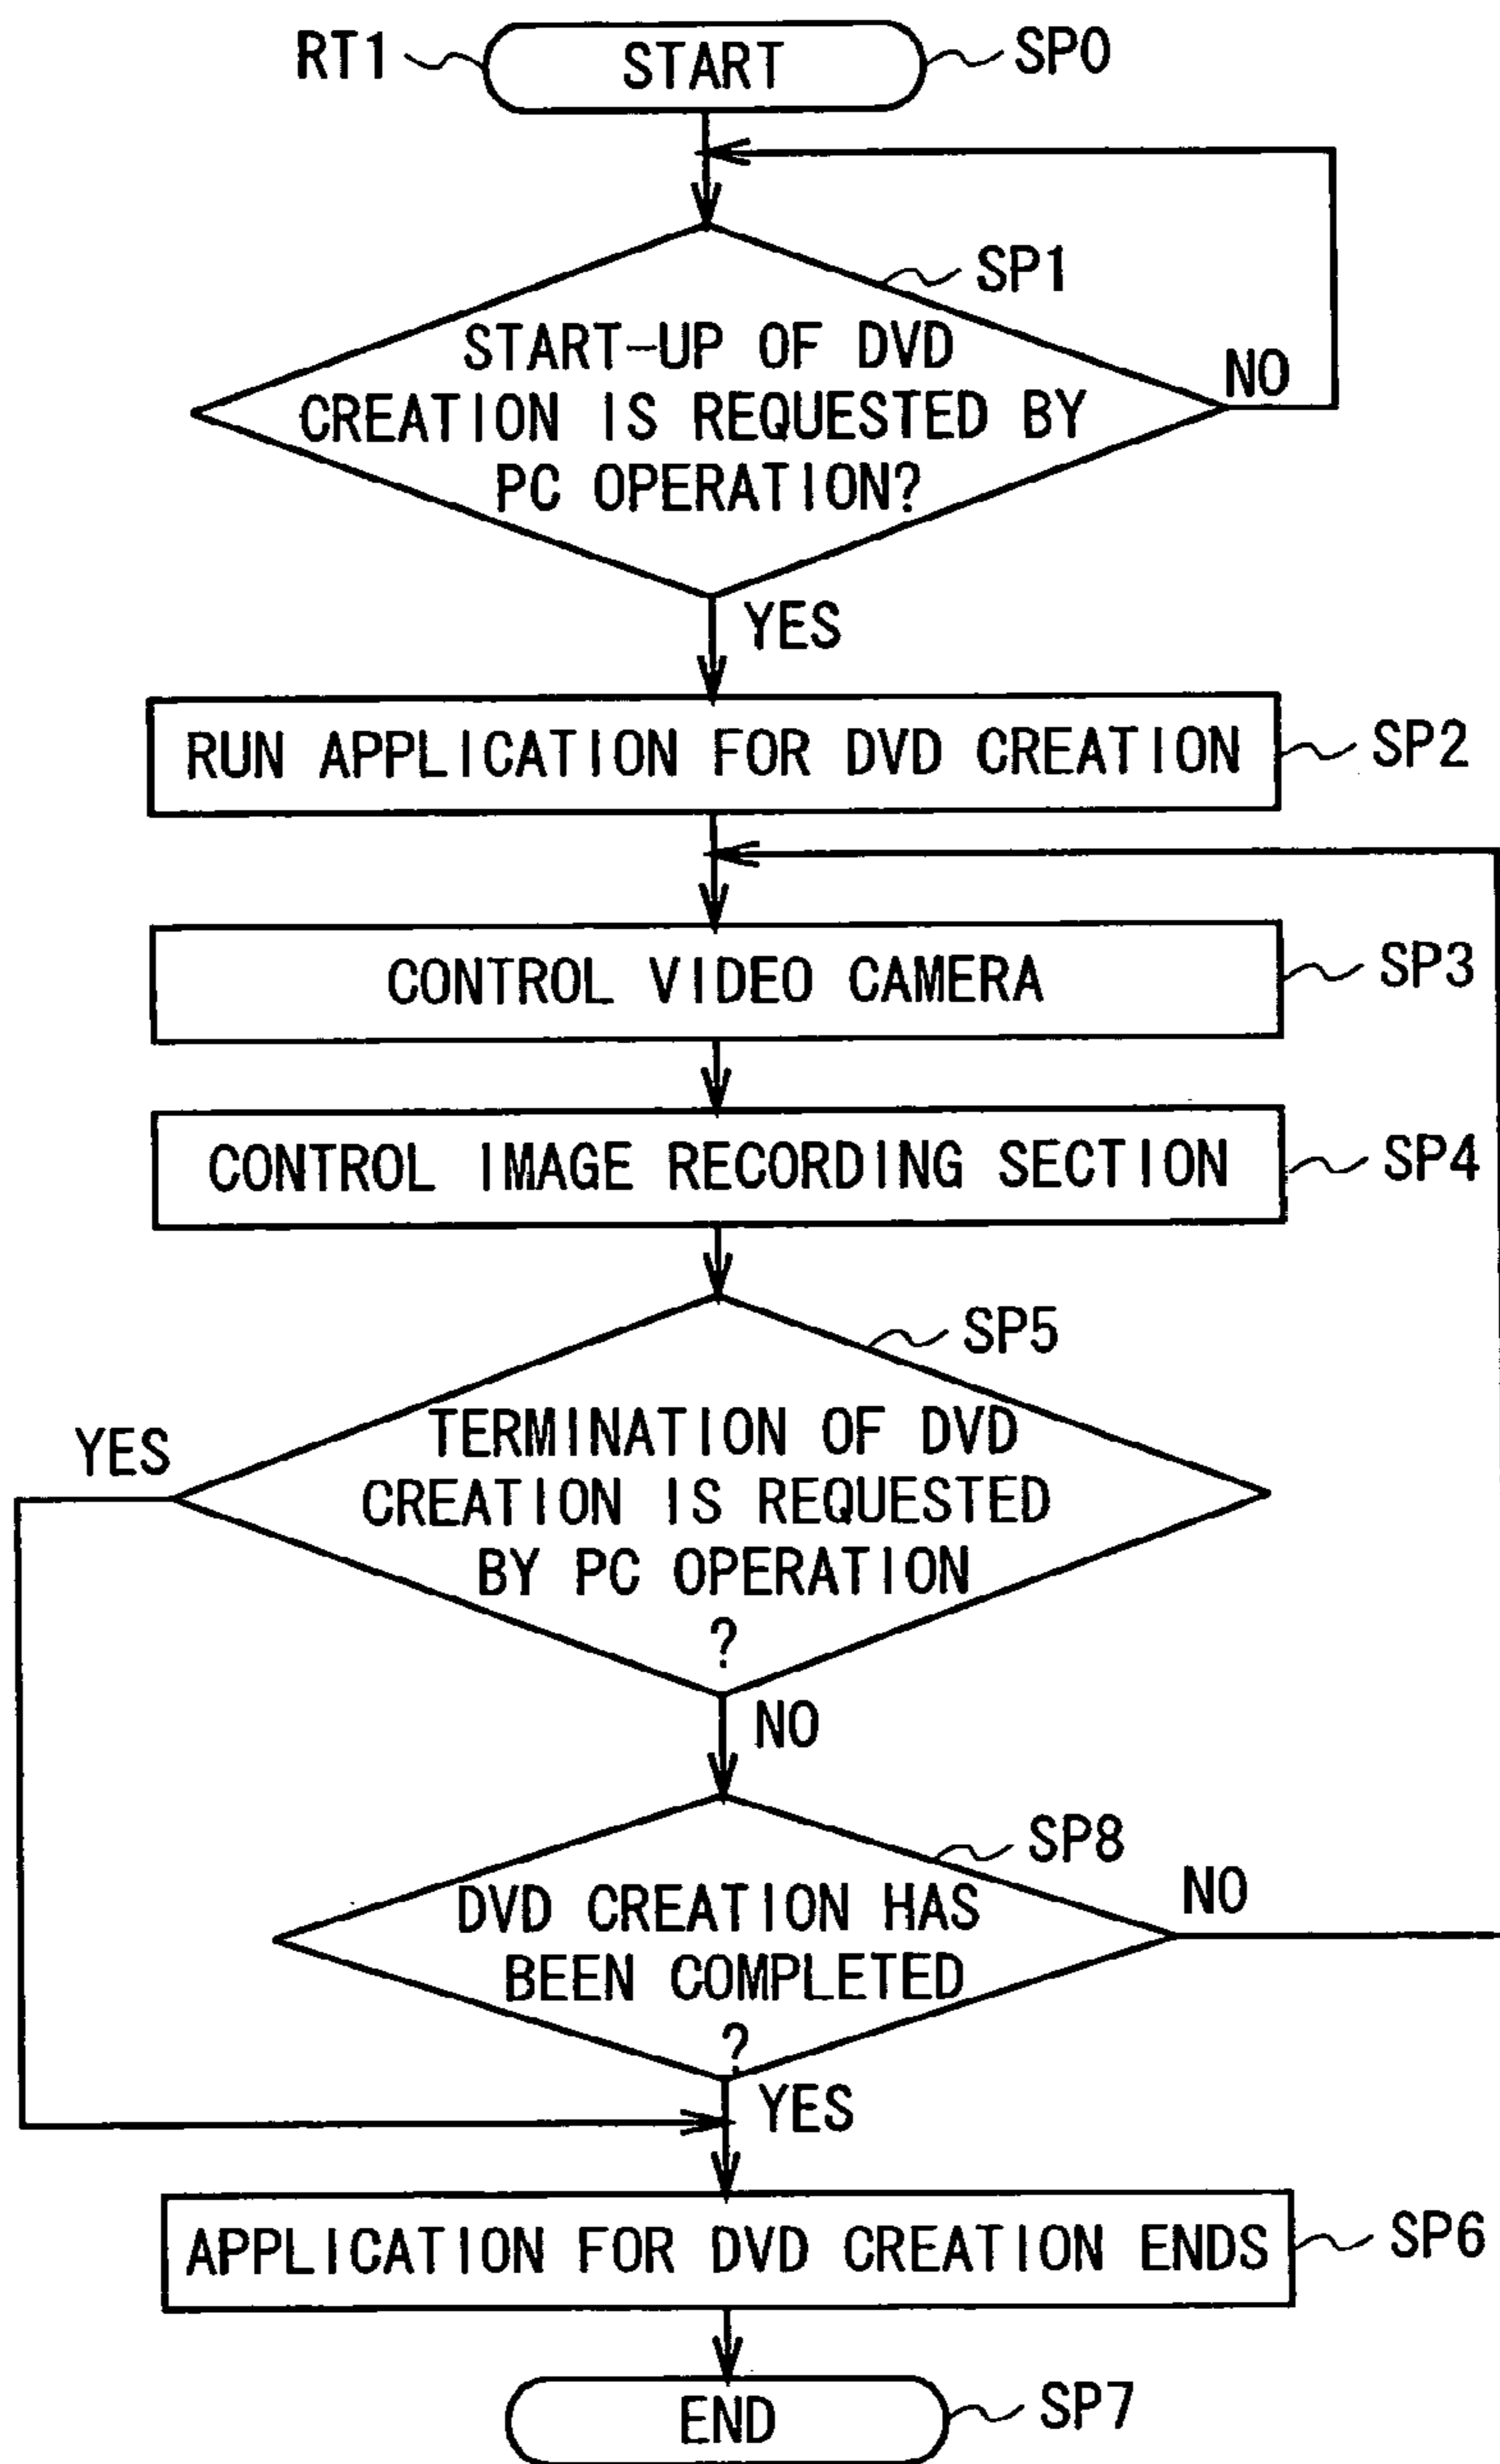 RT1
START
SP0
SP1
START-UP OF DVD
CREATION IS REQUESTED BY
PC OPERATION?
NO
YES
RUN APPLICATION FOR DVD CREATION
SP2
CONTROL VIDEO CAMERA
SP3
CONTROL IMAGE RECORDING SECTION
SP4
SP5
YES
TERMINATION OF DVD
CREATION IS REQUESTED
BY PC OPERATION
?
NO
SP8
NO
DVD CREATION HAS
BEEN COMPLETED
?
YES
APPLICATION FOR DVD CREATION ENDS
SP6
END
SP7